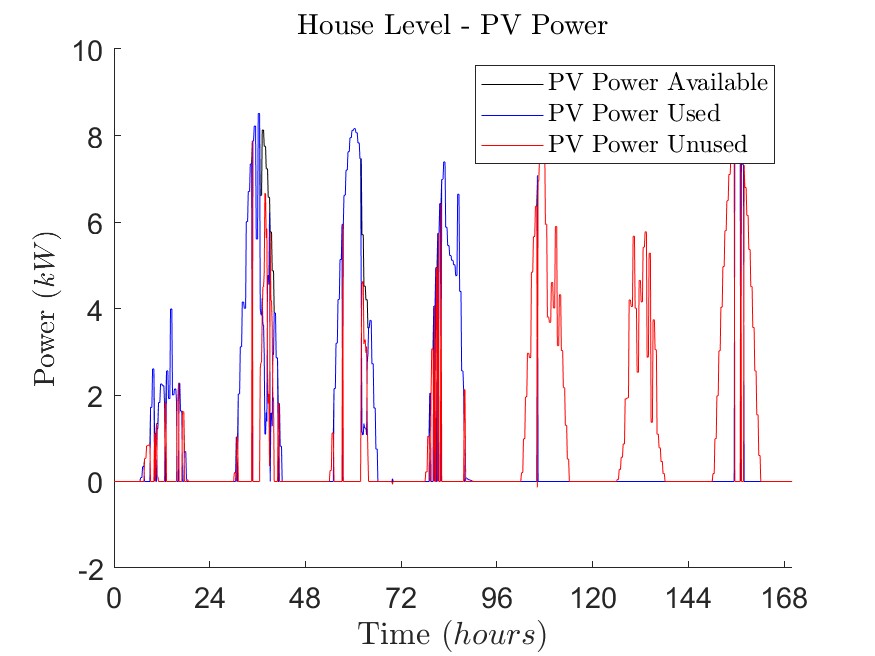 House Level - PV Power
10
8
6
4
2
0
-2
Power (kW)
PV Power Available
PV Power Used
PV Power Unused
0 24 48 72 96 120 144 168
Time (hours)